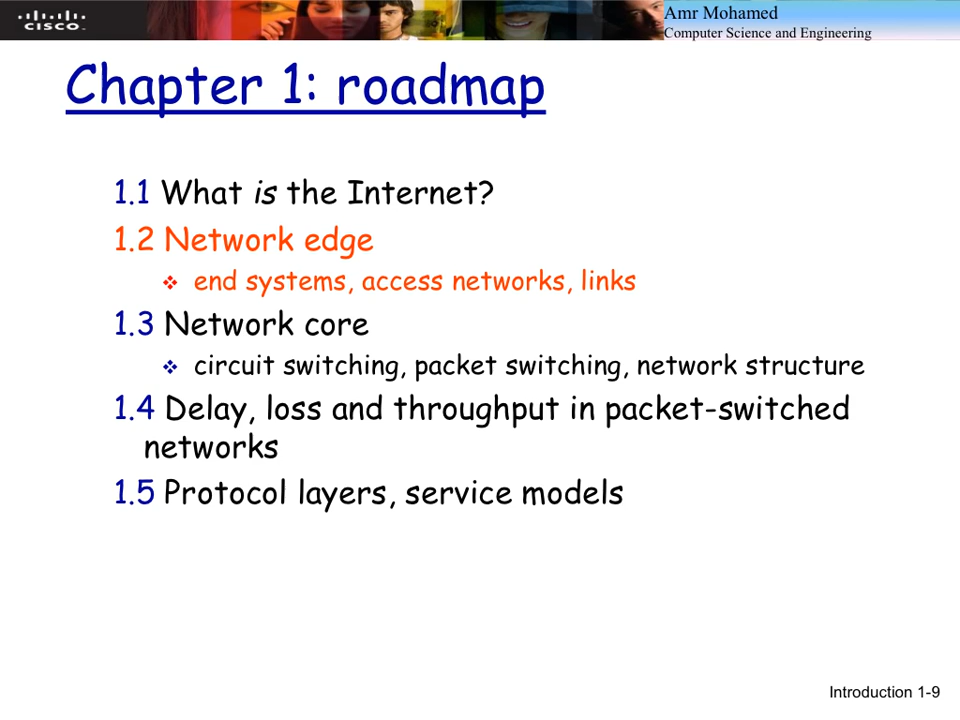 CISCO
Amr Mohamed
Computer Science and Engineering
Chapter 1: roadmap
1.1 What is the Internet?
1.2 Network edge
❖ end systems, access networks, links
1.3 Network core
❖ circuit switching, packet switching, network structure
1.4 Delay, loss and throughput in packet-switched
networks
1.5 Protocol layers, service models
Introduction 1-9